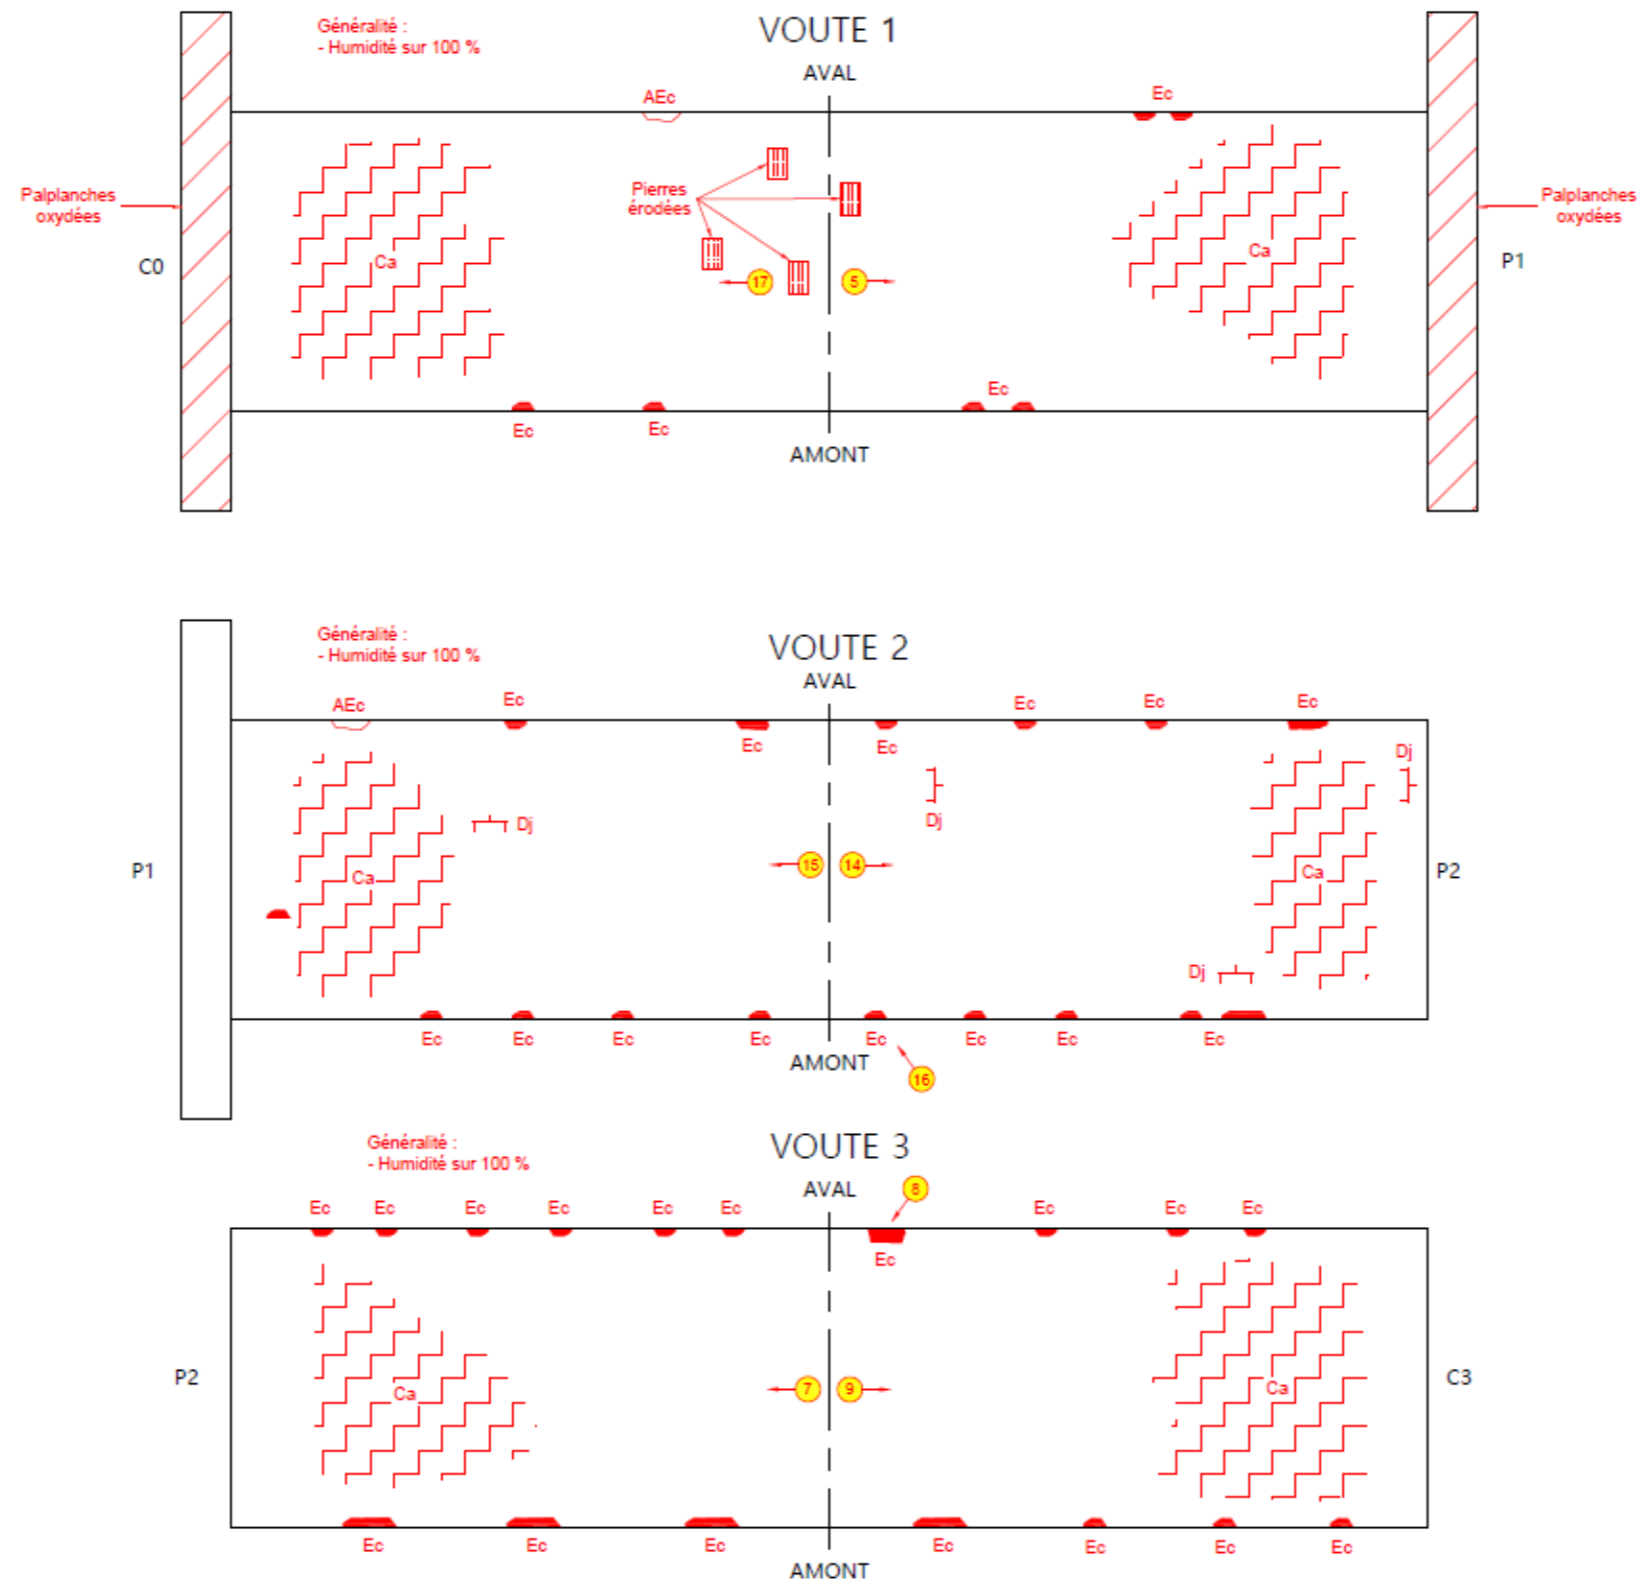 Généralité :
- Humidité sur 100 %
VOUTE 1
AVAL
AEc
Ec
Palplanches
oxydées
Pierres
érodées
Palplanches
oxydées
Ca
Ca
C0
P1
17
5
Ec
Ec
Ec
AMONT
Généralité :
- Humidité sur 100 %
VOUTE 2
AVAL
AEc
Ec
Ec
Ec
Ec
Ec
Ec
Dj
Dj
Dj
P1
Ca
15
14
Ca
P2
Dj
Ec
Ec
Ec
Ec
Ec
Ec
Ec
Ec
AMONT
16
Généralité :
- Humidité sur 100 %
VOUTE 3
AVAL
8
Ec
Ec
Ec
Ec
Ec
Ec
Ec
Ec
Ec
Ec
P2
Ca
7
9
Ca
C3
Ec
Ec
Ec
Ec
Ec
Ec
Ec
AMONT